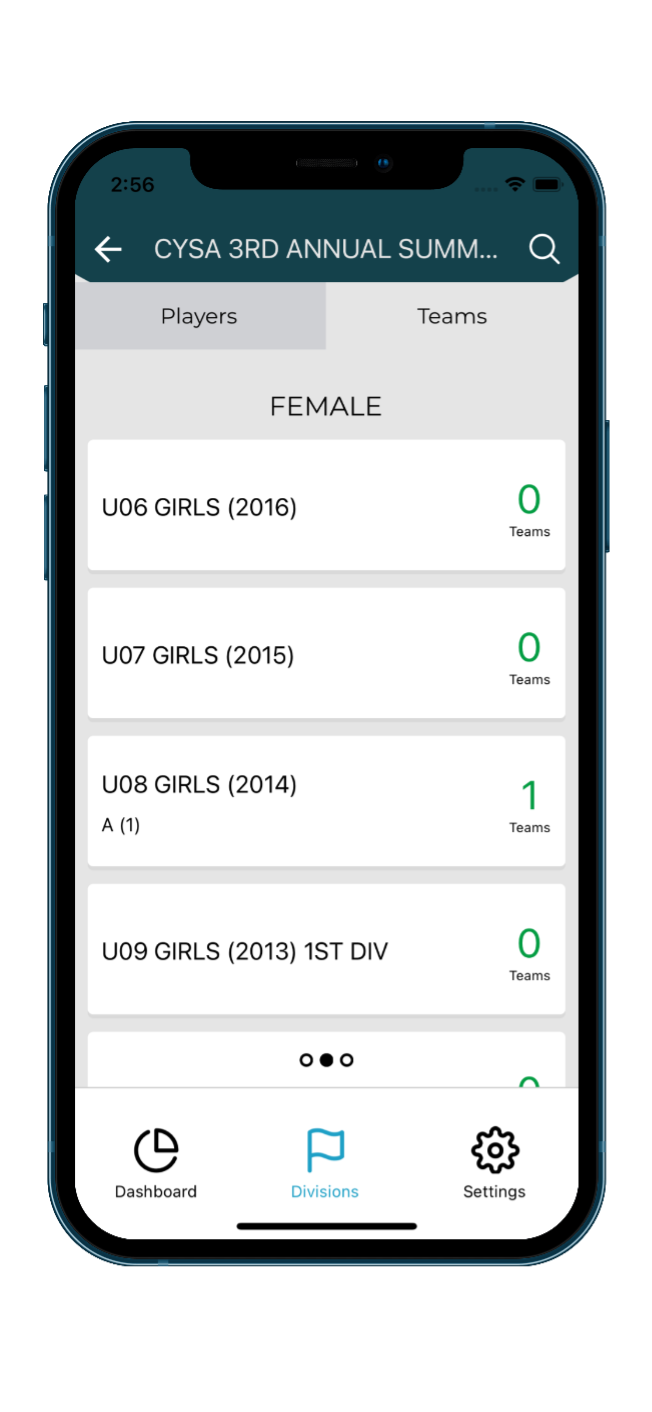 2:56
CYSA 3RD ANNUAL SUMM...
Players
Teams
FEMALE
U06 GIRLS (2016)
0
Teams
U07 GIRLS (2015)
0
Teams
U08 GIRLS (2014)
A (1)
1
Teams
U09 GIRLS (2013) 1ST DIV
0
Teams
Dashboard
Divisions
Settings